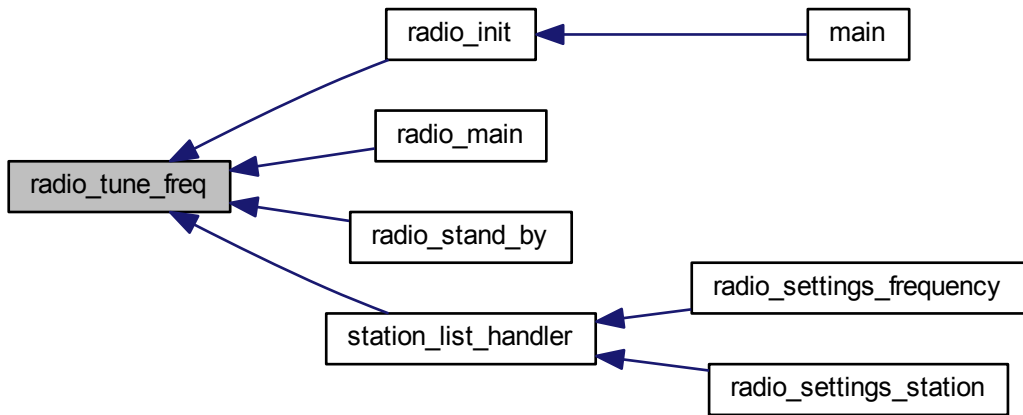 radio_init
main
radio_main
radio_tune_freq
radio_stand_by
radio_settings_frequency
station_list_handler
radio_settings_station